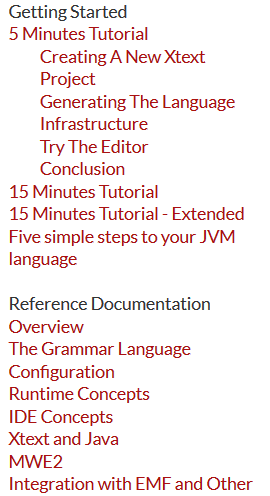 Getting Started
5 Minutes Tutorial
Creating A New Xtext
Project
Generating The Language
Infrastructure
Try The Editor
Conclusion
15 Minutes Tutorial
15 Minutes Tutorial - Extended
Five simple steps to your JVM
language
Reference Documentation
Overview
The Grammar Language
Configuration
Runtime Concepts
IDE Concepts
Xtext and Java
MWE2
Integration with EMF and Other